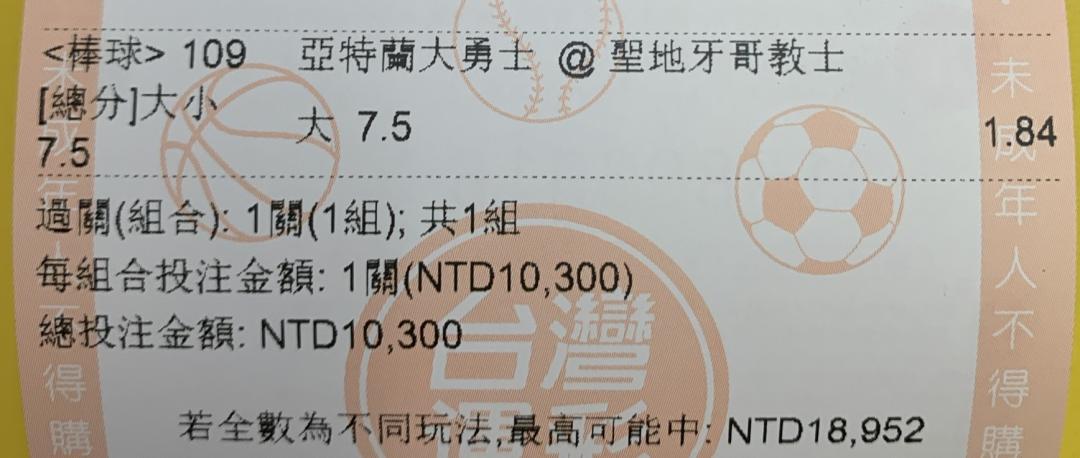 <棒球> 109 亞特蘭大勇士 @ 聖地牙哥教士
[總分]大小
7.5
大 7.5
1.84
過關(組合): 1關(1組); 共1組
每組合投注金額: 1關(NTD10,300)
總投注金額: NTD10,300
若全數為不同玩法,最高可能中: NTD18,952
台灣
運彩
未成年人不得購
未成年人不得購